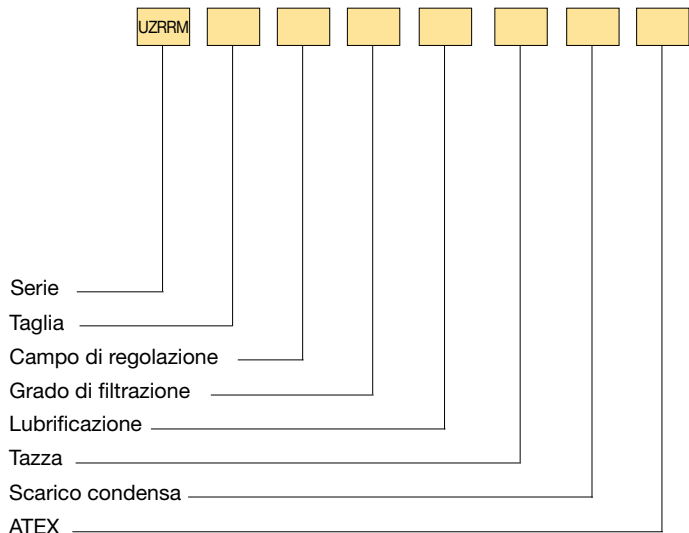 UZRRM
Serie
Taglia
Campo di regolazione
Grado di filtrazione
Lubrificazione
Tazza
Scarico condensa
ATEX